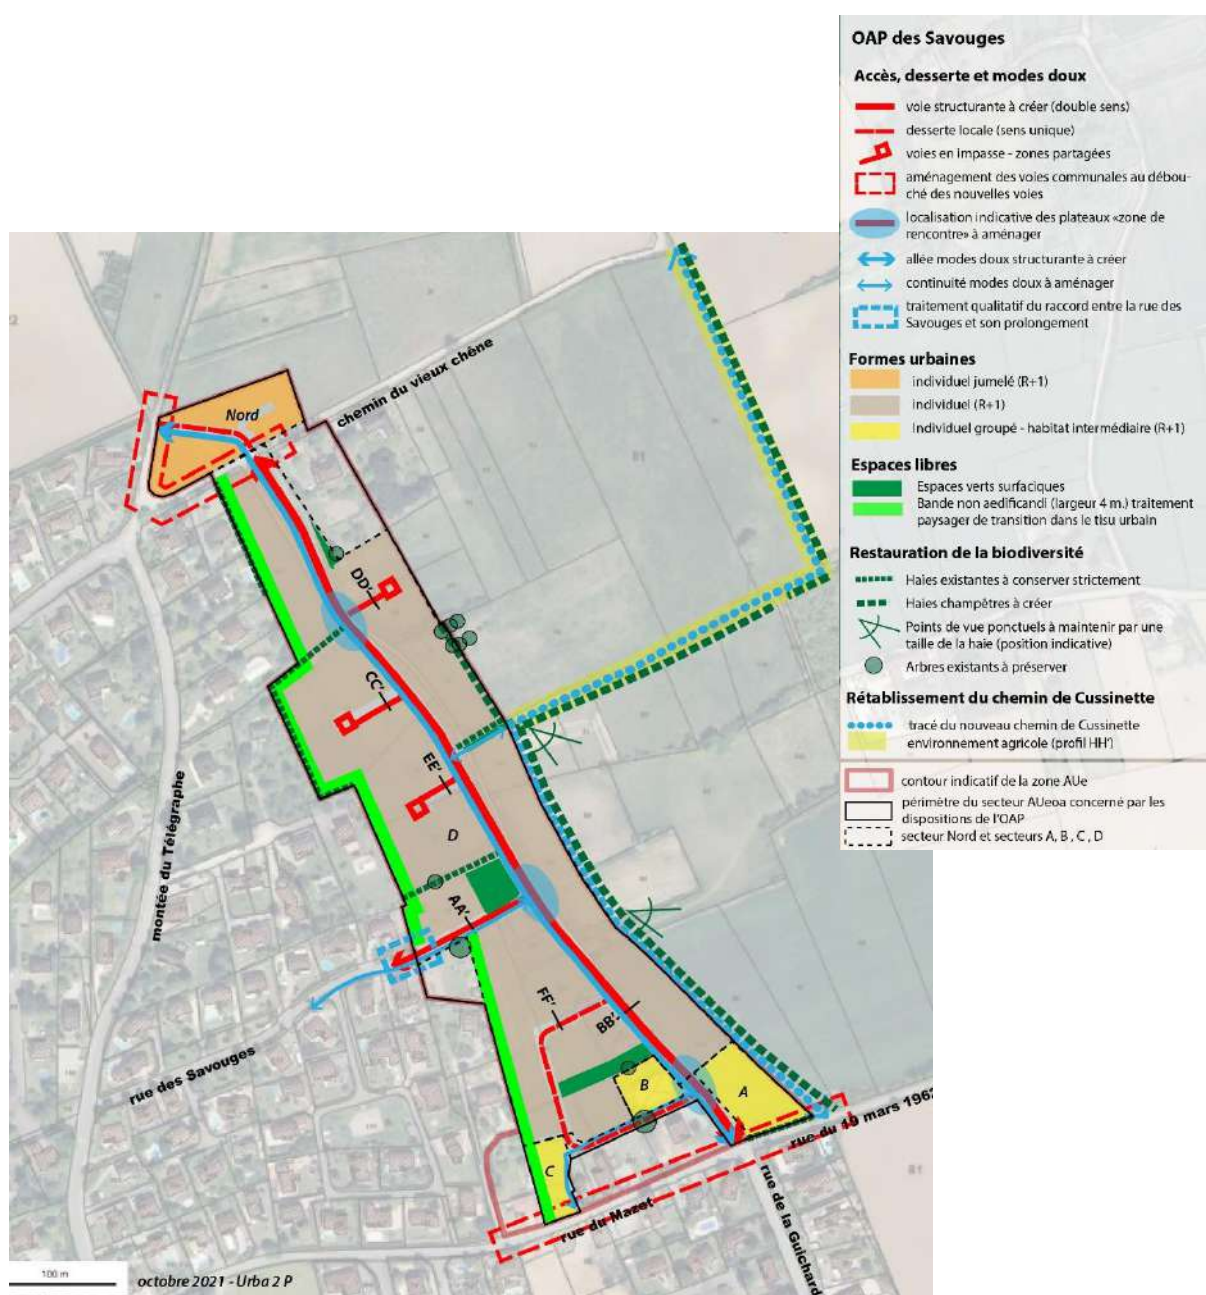 OAP des Savouges
Accès, desserte et modes doux
voie structurante à créer (double sens)
desserte locale (sens unique)
voies en impasse - zones partagées
aménagement des voies communales au débou-
ché des nouvelles voies
localisation indicative des plateaux «zone de
rencontre» à aménager
allée modes doux structurante à créer
continuité modes doux à aménager
traitement qualitatif du raccord entre la rue des
Savouges et son prolongement
Formes urbaines
individuel jumelé (R+1)
individuel (R+1)
Individuel groupé - habitat intermédiaire (R+1)
Espaces libres
Espaces verts surfaciques
Bande non aedificandi (largeur 4 m.) traitement
paysager de transition dans le tisu urbain
Restauration de la biodiversité
Haies existantes à conserver strictement
Haies champêtres à créer
Points de vue ponctuels à maintenir par une
taille de la haie (position indicative)
Arbres existants à préserver
Rétablissement du chemin de Cussinette
tracé du nouveau chemin de Cussinette
environnement agricole (profil HH')
contour indicatif de la zone AUe
périmètre du secteur AUeoa concerné par les
dispositions de l'OAP
secteur Nord et secteurs A, B, C, D
Nord
chemin du vieux chêne
DD'
CC'
EE'
D
AA'
montée du Télégraphe
FF'
BB'
rue des Savouges
B
A
C
rue du 19 mars 1962
rue du Mazet
rue de la Guichard
81
100 m
octobre 2021 - Urba 2 P